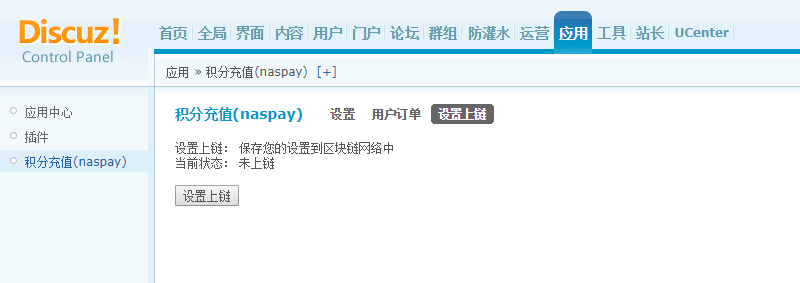 Discuz!
Control Panel
首页 全局 界面 内容 用户 门户 论坛 群组 防灌水 运营 应用 工具 站长 UCenter
应用 » 积分充值(naspay) [+]
应用中心
插件
积分充值(naspay)
积分充值(naspay) 设置 用户订单 设置上链
设置上链： 保存您的设置到区块链网络中
当前状态： 未上链
设置上链